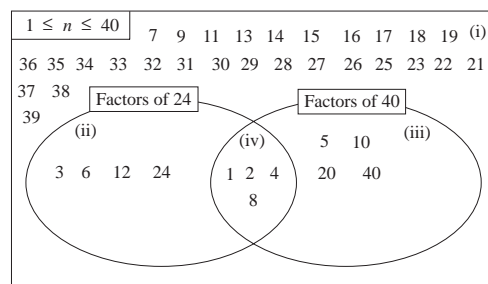 1 ≤ n ≤ 40
7 9 11 13 14 15 16 17 18 19 (i)
36 35 34 33 32 31 30 29 28 27 26 25 23 22 21
37 38
39
Factors of 24
Factors of 40
(ii)
(iv)
(iii)
5 10
3 6 12 24
1 2 4
20 40
8